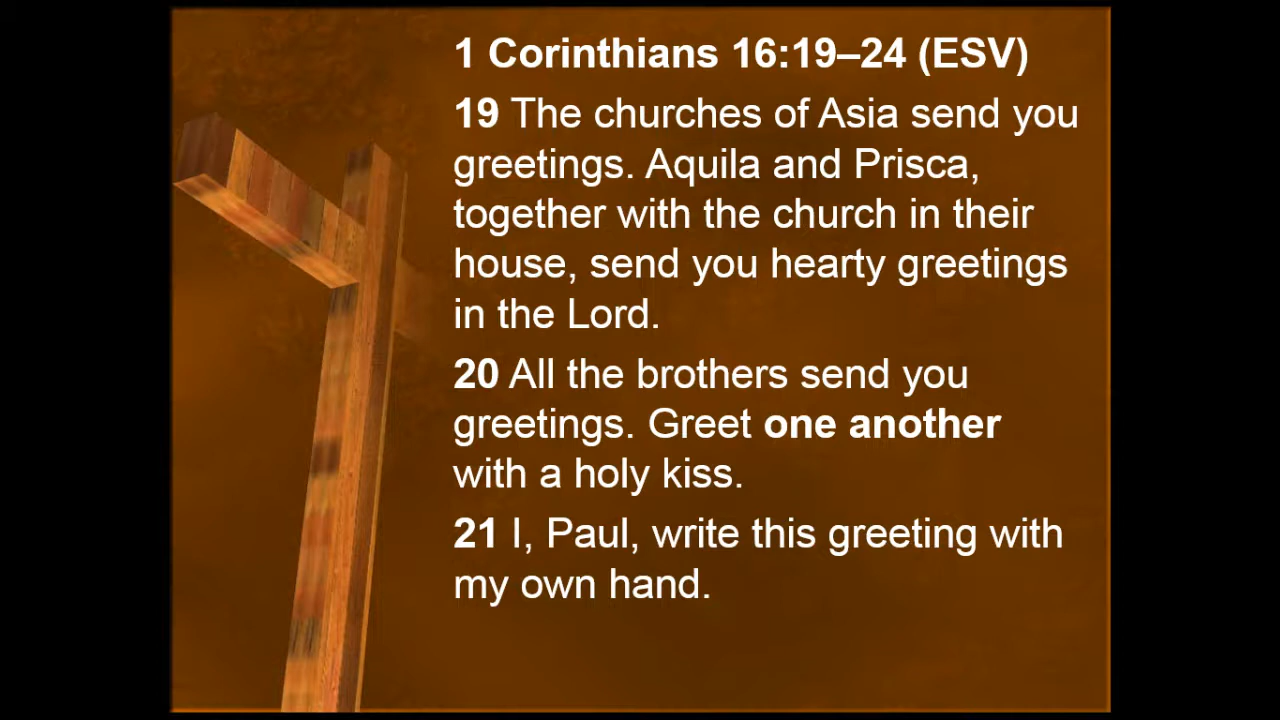 1 Corinthians 16:19–24 (ESV)
19 The churches of Asia send you
greetings. Aquila and Prisca,
together with the church in their
house, send you hearty greetings
in the Lord.
20 All the brothers send you
greetings. Greet one another
with a holy kiss.
21 I, Paul, write this greeting with
my own hand.